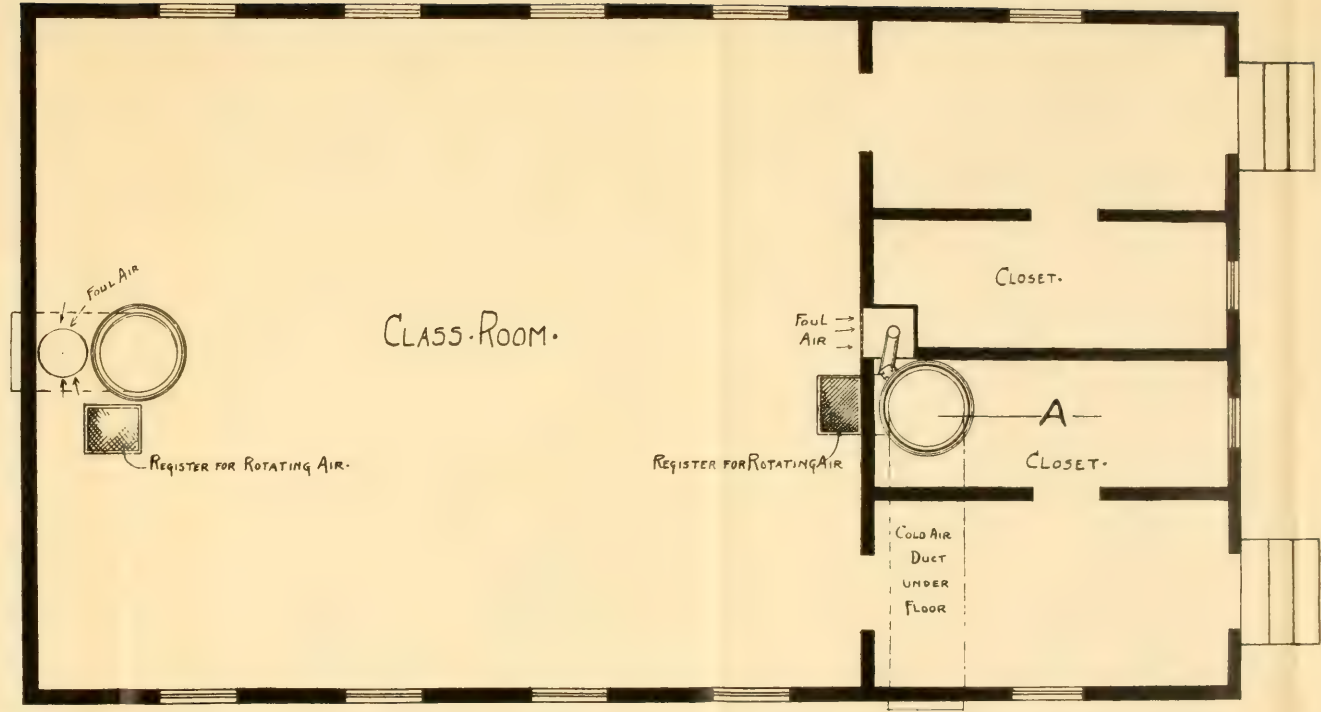 FOUL AIR
CLASS-ROOM.
REGISTER FOR ROTATING AIR.
FOUL
AIR
REGISTER FOR ROTATING AIR
CLOSET.
A
CLOSET.
COLD AIR
DUCT
UNDER
FLOOR